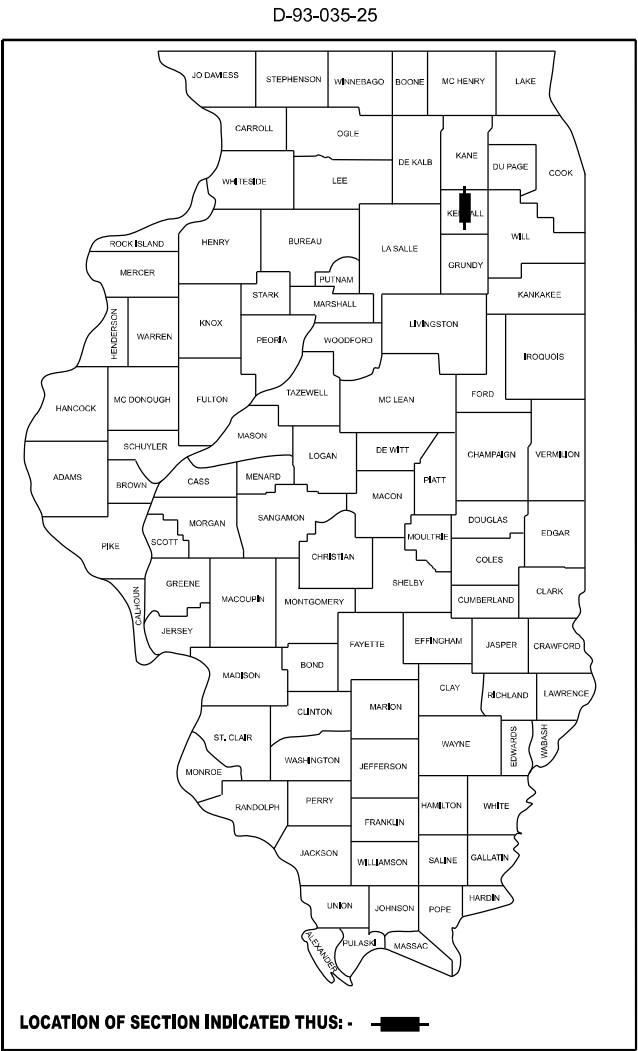 D-93-035-25
JO DAVIESS STEPHENSON WINNEBAGO BOONE MC HENRY LAKE
CARROLL OGLE DE KALB KANE DU PAGE COOK
WHITESIDE LEE
KENDALL
ROCK ISLAND HENRY BUREAU LA SALLE WILL
MERCER PUTNAM GRUNDY
STARK MARSHALL KANKAKEE
HENDERSON WARREN KNOX PEORIA WOODFORD LIVINGSTON
IROQUOIS
HANCOCK MC DONOUGH FULTON TAZEWELL MC LEAN FORD
MASON
SCHUYLER LOGAN DE WITT CHAMPAIGN VERMILION
ADAMS BROWN CASS MENARD PIATT
MACON
PIKE SCOTT MORGAN SANGAMON MOULTRIE DOUGLAS EDGAR
CHRISTIAN COLES
CALHOUN GREENE MACOUPIN MONTGOMERY SHELBY CUMBERLAND CLARK
JERSEY FAYETTE EFFINGHAM JASPER CRAWFORD
MADISON BOND
CLAY RICHLAND LAWRENCE
CLINTON MARION
ST. CLAIR WAYNE EDWARDS WABASH
WASHINGTON JEFFERSON
MONROE
RANDOLPH PERRY HAMILTON WHITE
FRANKLIN
JACKSON WILLIAMSON SALINE GALLATIN
UNION JOHNSON POPE HARDIN
ALEXANDER PULASKI MASSAC
LOCATION OF SECTION INDICATED THUS: -